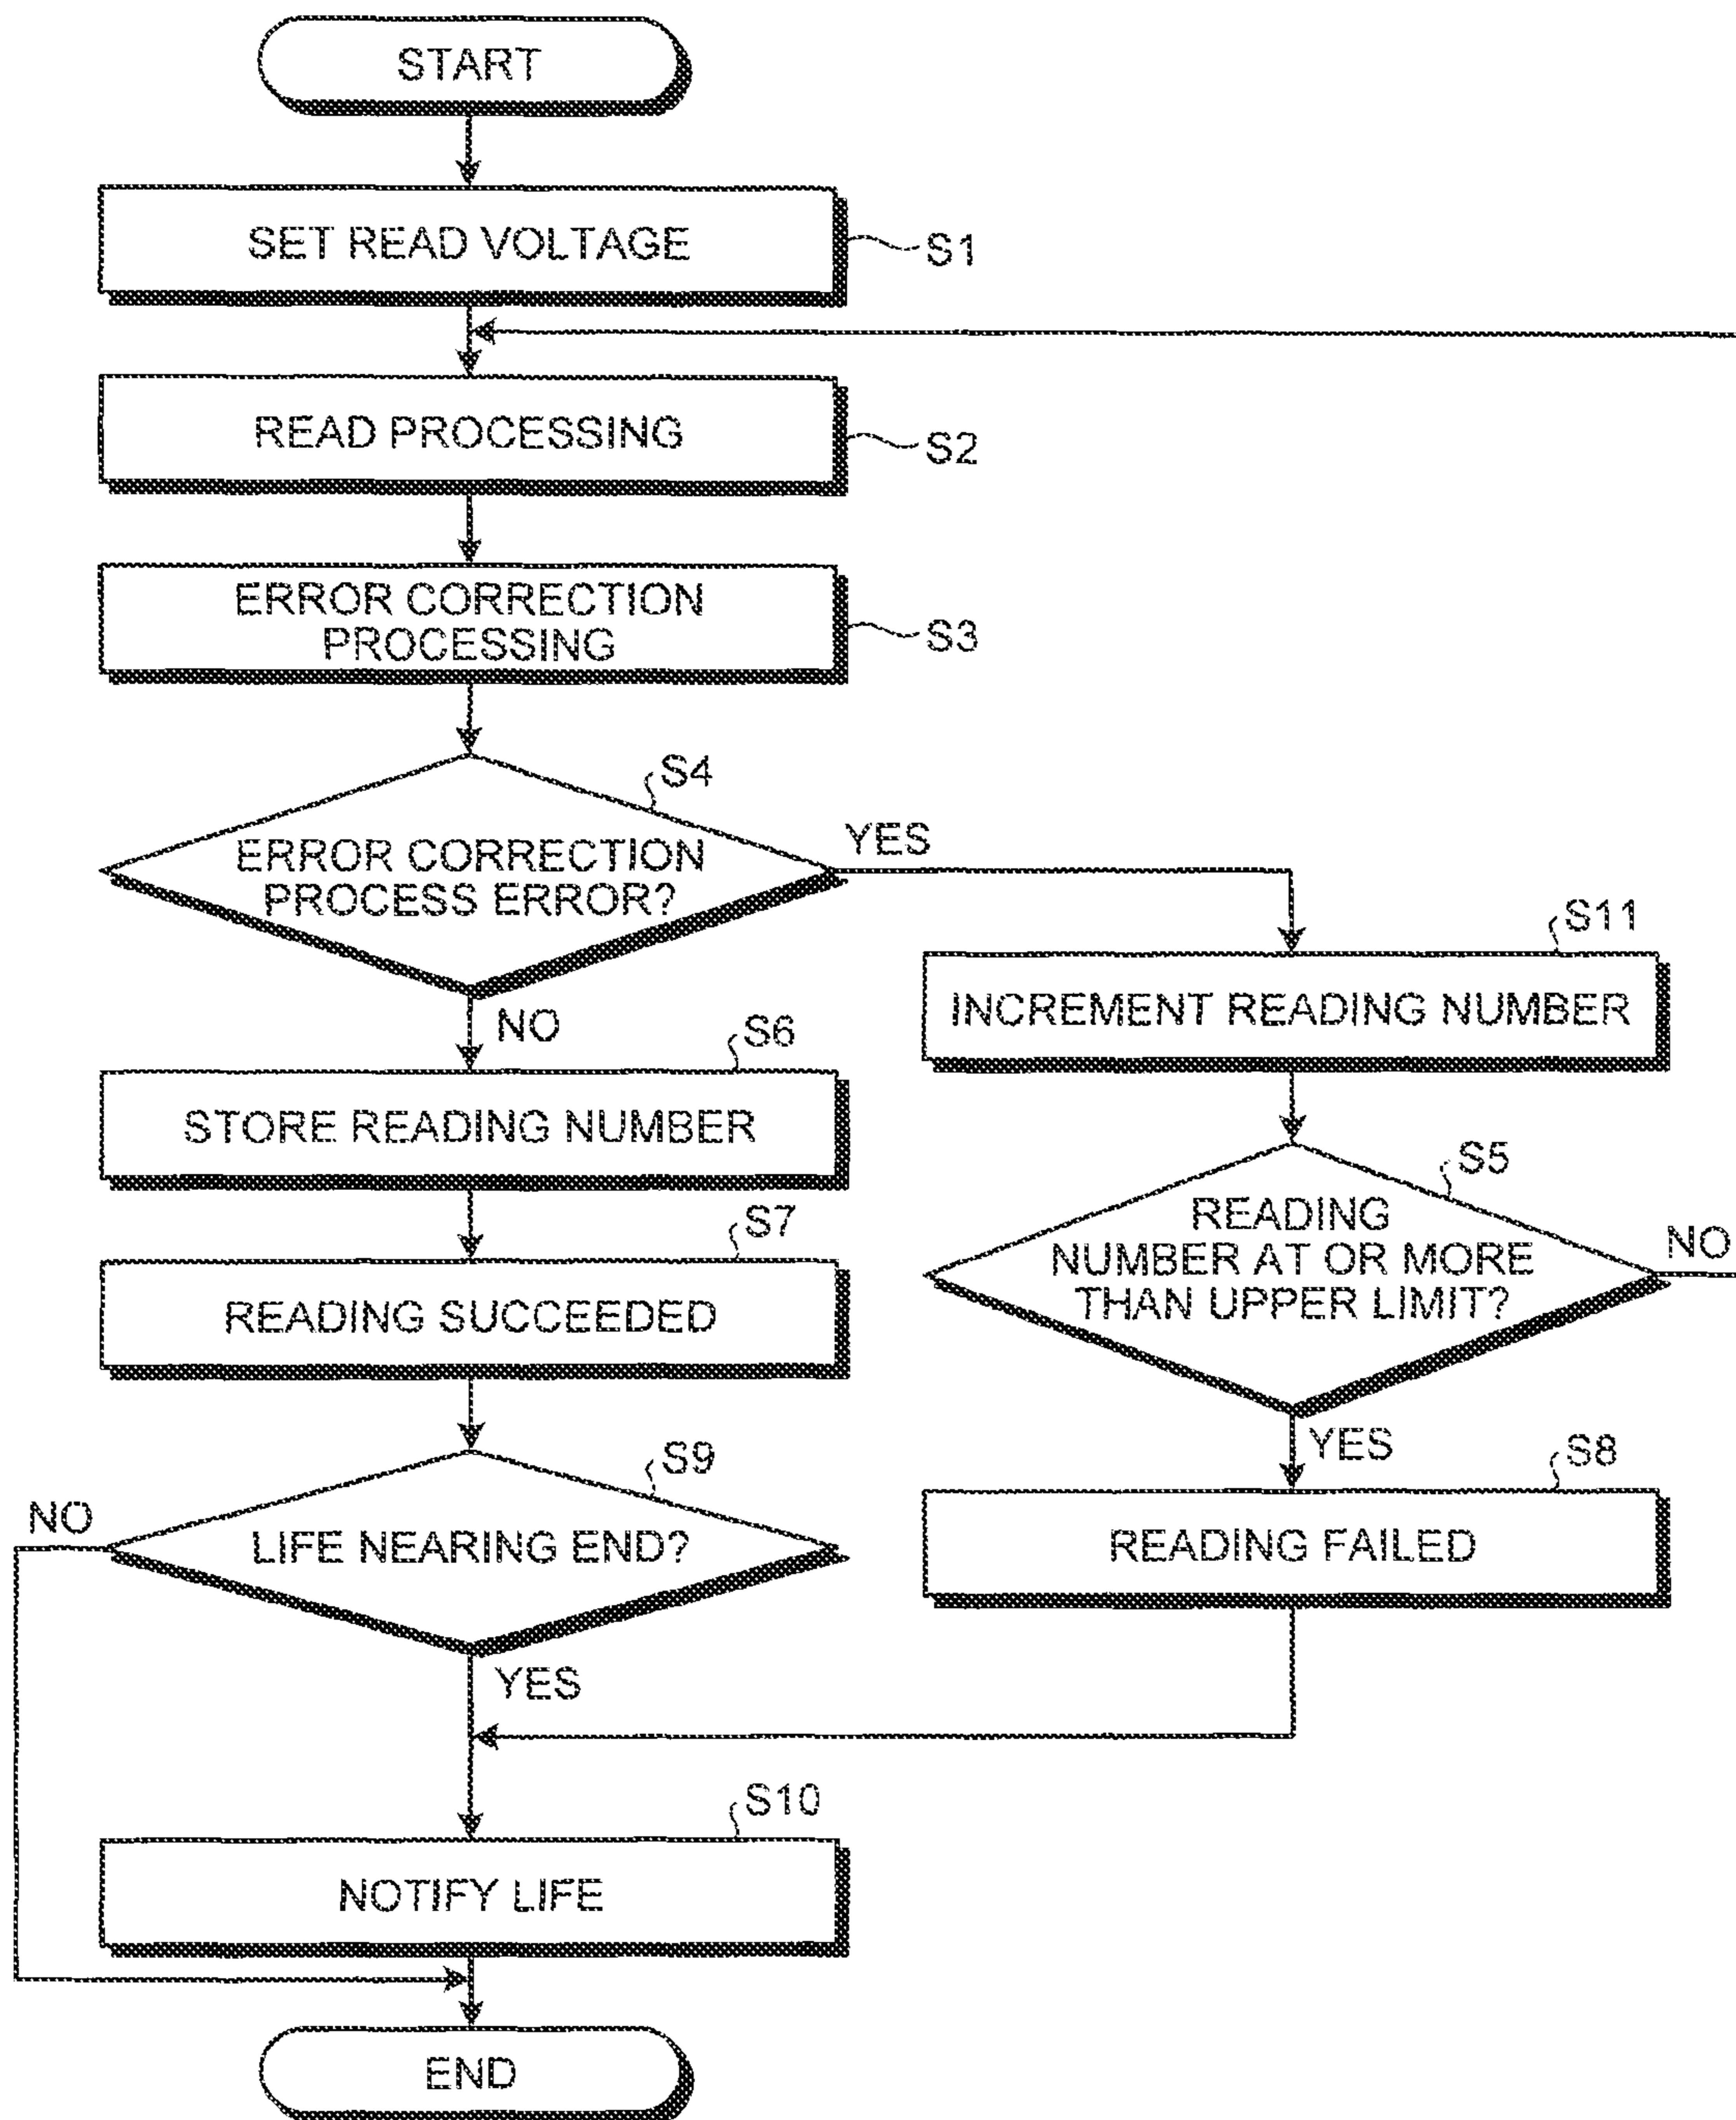 START
SET READ VOLTAGE
S1
READ PROCESSING
S2
ERROR CORRECTION
PROCESSING
S3
S4
ERROR CORRECTION
PROCESS ERROR?
YES
NO
S11
INCREMENT READING NUMBER
S6
STORE READING NUMBER
S5
READING
NUMBER AT OR MORE
THAN UPPER LIMIT?
NO
YES
S7
READING SUCCEEDED
S9
LIFE NEARING END?
NO
YES
S8
READING FAILED
S10
NOTIFY LIFE
END